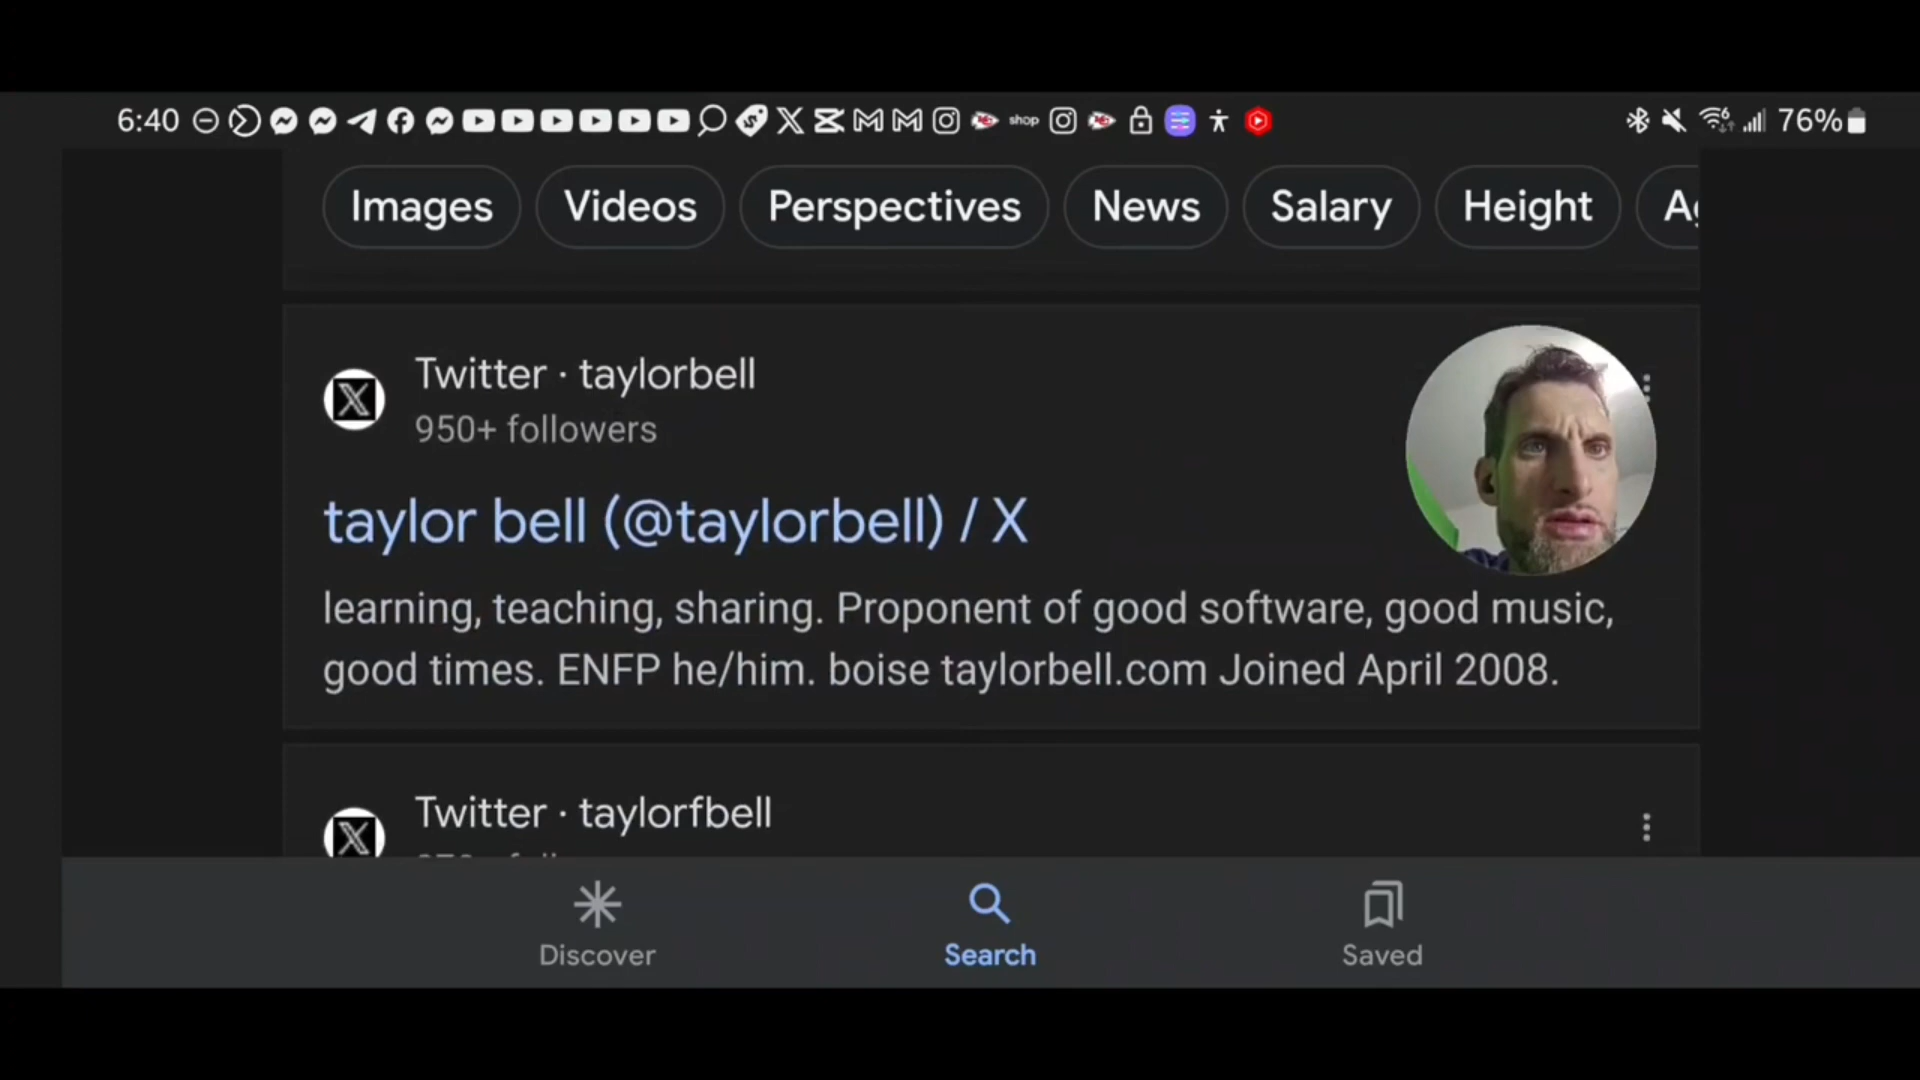 6:40 shop 76%
Images Videos Perspectives News Salary Height
Twitter · taylorbell
950+ followers
taylor bell (@taylorbell) / X
learning, teaching, sharing. Proponent of good software, good music,
good times. ENFP he/him. boise taylorbell.com Joined April 2008.
Twitter · taylorfbell
Discover Search Saved